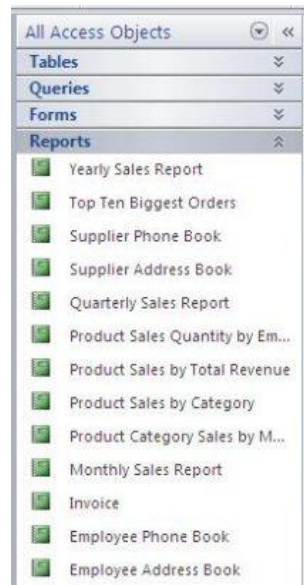 All Access Objects
Tables
Queries
Forms
Reports
Yearly Sales Report
Top Ten Biggest Orders
Supplier Phone Book
Supplier Address Book
Quarterly Sales Report
Product Sales Quantity by Em...
Product Sales by Total Revenue
Product Sales by Category
Product Category Sales by M...
Monthly Sales Report
Invoice
Employee Phone Book
Employee Address Book